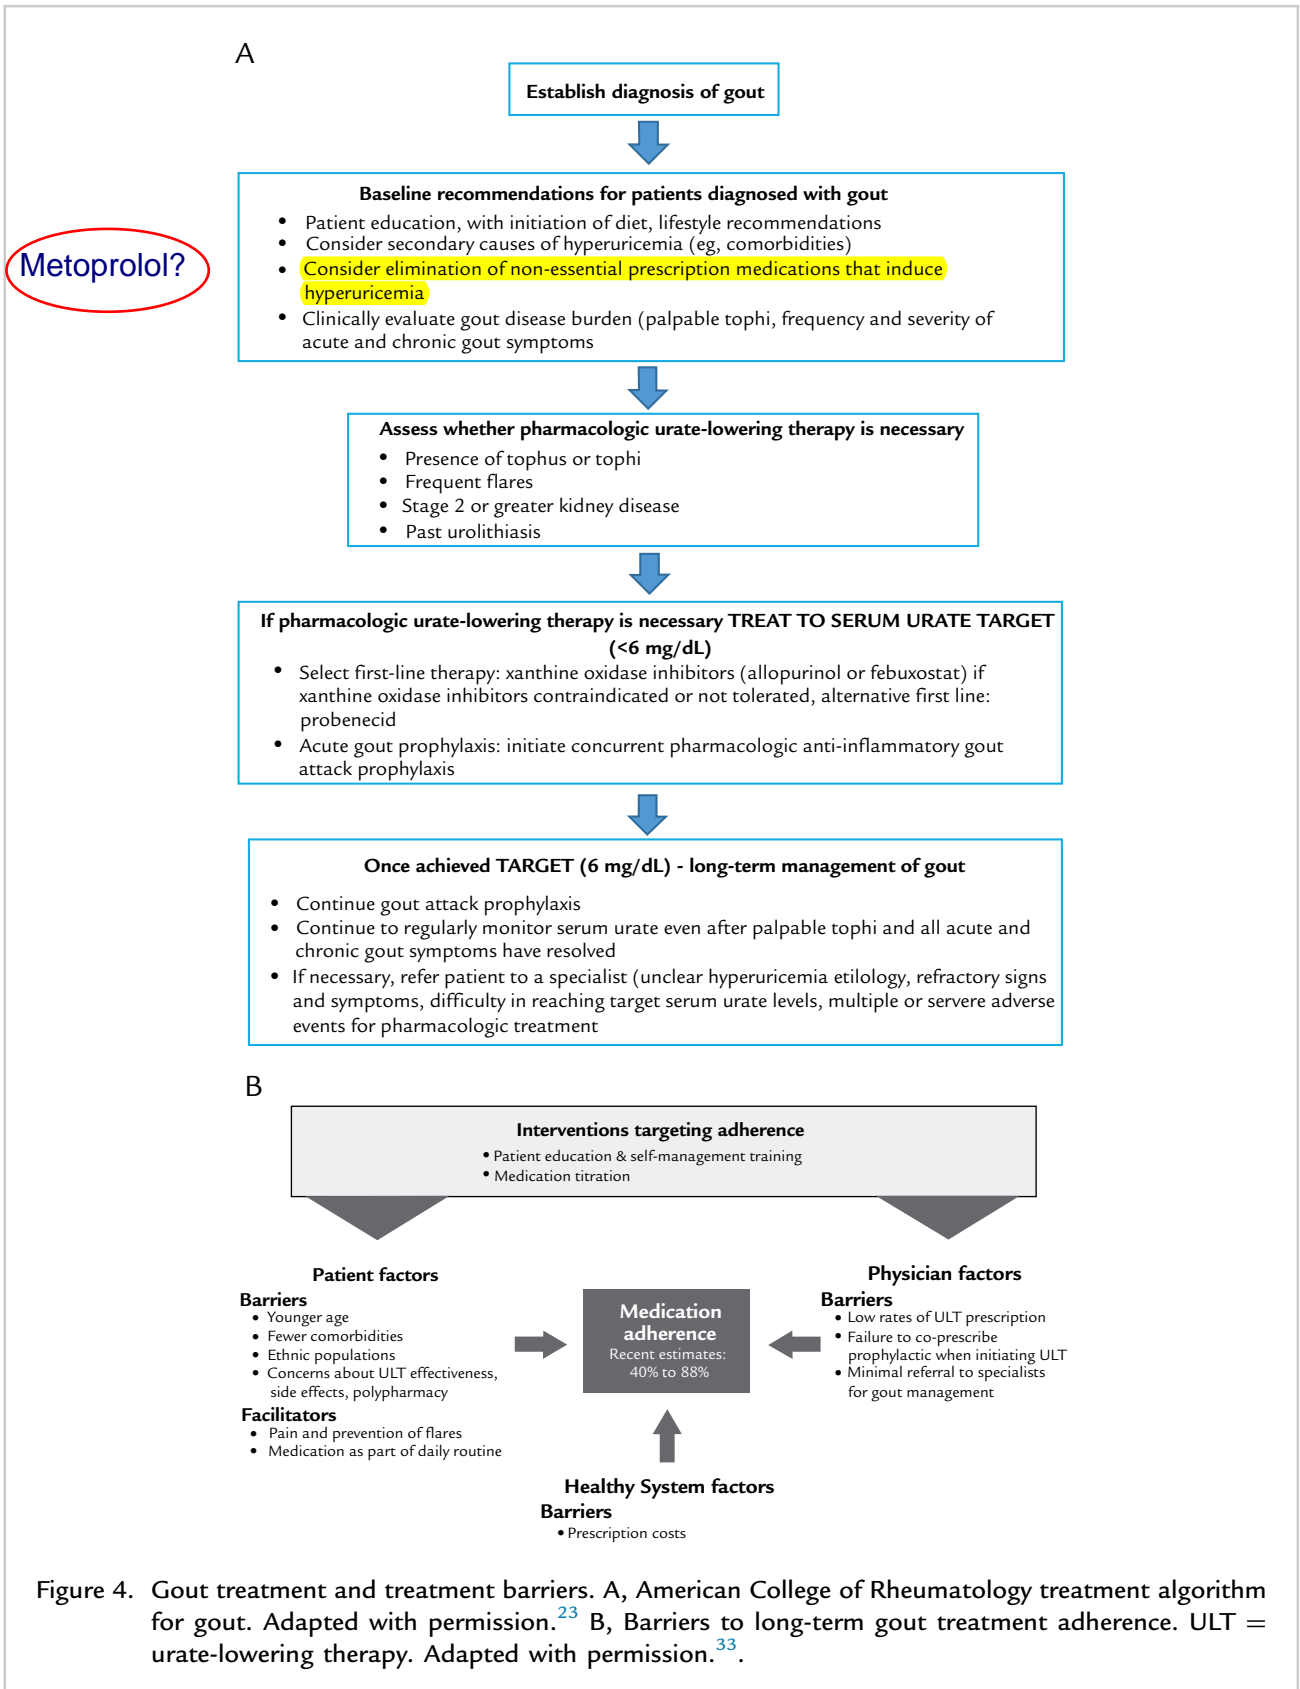 A
Establish diagnosis of gout
Baseline recommendations for patients diagnosed with gout
• Patient education, with initiation of diet, lifestyle recommendations
• Consider secondary causes of hyperuricemia (eg, comorbidities)
Metoprolol?
• Consider elimination of non-essential prescription medications that induce
hyperuricemia
• Clinically evaluate gout disease burden (palpable tophi, frequency and severity of
acute and chronic gout symptoms
Assess whether pharmacologic urate-lowering therapy is necessary
• Presence of tophus or tophi
• Frequent flares
• Stage 2 or greater kidney disease
• Past urolithiasis
If pharmacologic urate-lowering therapy is necessary TREAT TO SERUM URATE TARGET
(<6 mg/dL)
• Select first-line therapy: xanthine oxidase inhibitors (allopurinol or febuxostat) if
xanthine oxidase inhibitors contraindicated or not tolerated, alternative first line:
probenecid
• Acute gout prophylaxis: initiate concurrent pharmacologic anti-inflammatory gout
attack prophylaxis
Once achieved TARGET (6 mg/dL) - long-term management of gout
• Continue gout attack prophylaxis
• Continue to regularly monitor serum urate even after palpable tophi and all acute and
chronic gout symptoms have resolved
• If necessary, refer patient to a specialist (unclear hyperuricemia etilology, refractory signs
and symptoms, difficulty in reaching target serum urate levels, multiple or servere adverse
events for pharmacologic treatment
B
Interventions targeting adherence
• Patient education & self-management training
• Medication titration
Patient factors
Barriers
• Younger age
• Fewer comorbidities
• Ethnic populations
• Concerns about ULT effectiveness,
side effects, polypharmacy
Facilitators
• Pain and prevention of flares
• Medication as part of daily routine
Medication
adherence
Recent estimates:
40% to 88%
Physician factors
Barriers
• Low rates of ULT prescription
• Failure to co-prescribe
prophylactic when initiating ULT
• Minimal referral to specialists
for gout management
Healthy System factors
Barriers
• Prescription costs
Figure 4. Gout treatment and treatment barriers. A, American College of Rheumatology treatment algorithm
for gout. Adapted with permission.23 B, Barriers to long-term gout treatment adherence. ULT =
urate-lowering therapy. Adapted with permission.33.